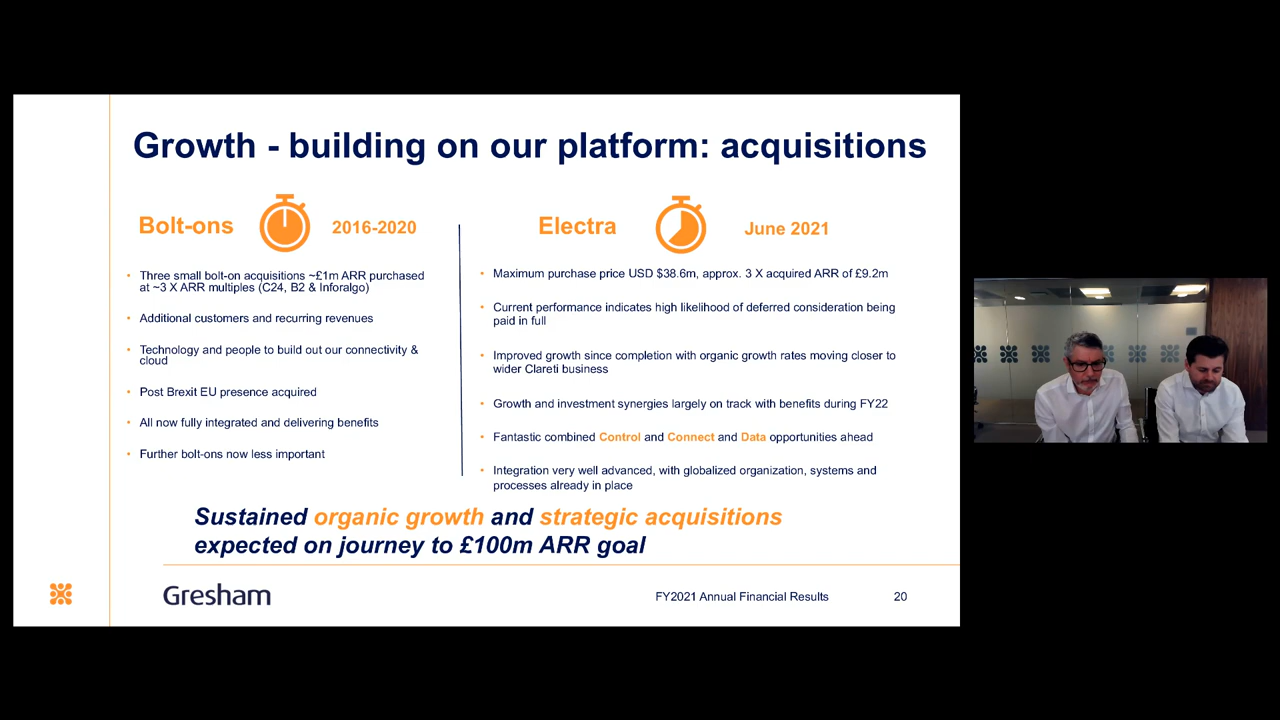 Growth - building on our platform: acquisitions
Bolt-ons
2016-2020
Three small bolt-on acquisitions ~£1m ARR purchased
at ~3 X ARR multiples (C24, B2 & Inforalgo)
Additional customers and recurring revenues
Technology and people to build out our connectivity &
cloud
Post Brexit EU presence acquired
All now fully integrated and delivering benefits
Further bolt-ons now less important
Electra
June 2021
Maximum purchase price USD $38.6m, approx. 3 X acquired ARR of £9.2m
Current performance indicates high likelihood of deferred consideration being
paid in full
Improved growth since completion with organic growth rates moving closer to
wider Clareti business
Growth and investment synergies largely on track with benefits during FY22
Fantastic combined Control and Connect and Data opportunities ahead
Integration very well advanced, with globalized organization, systems and
processes already in place
Sustained organic growth and strategic acquisitions
expected on journey to £100m ARR goal
Gresham
FY2021 Annual Financial Results
20